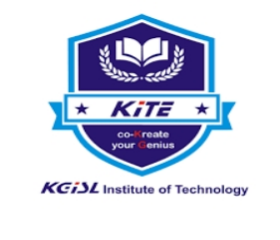 KiTE
co-Kreate
your Genius
KGiSL Institute of Technology